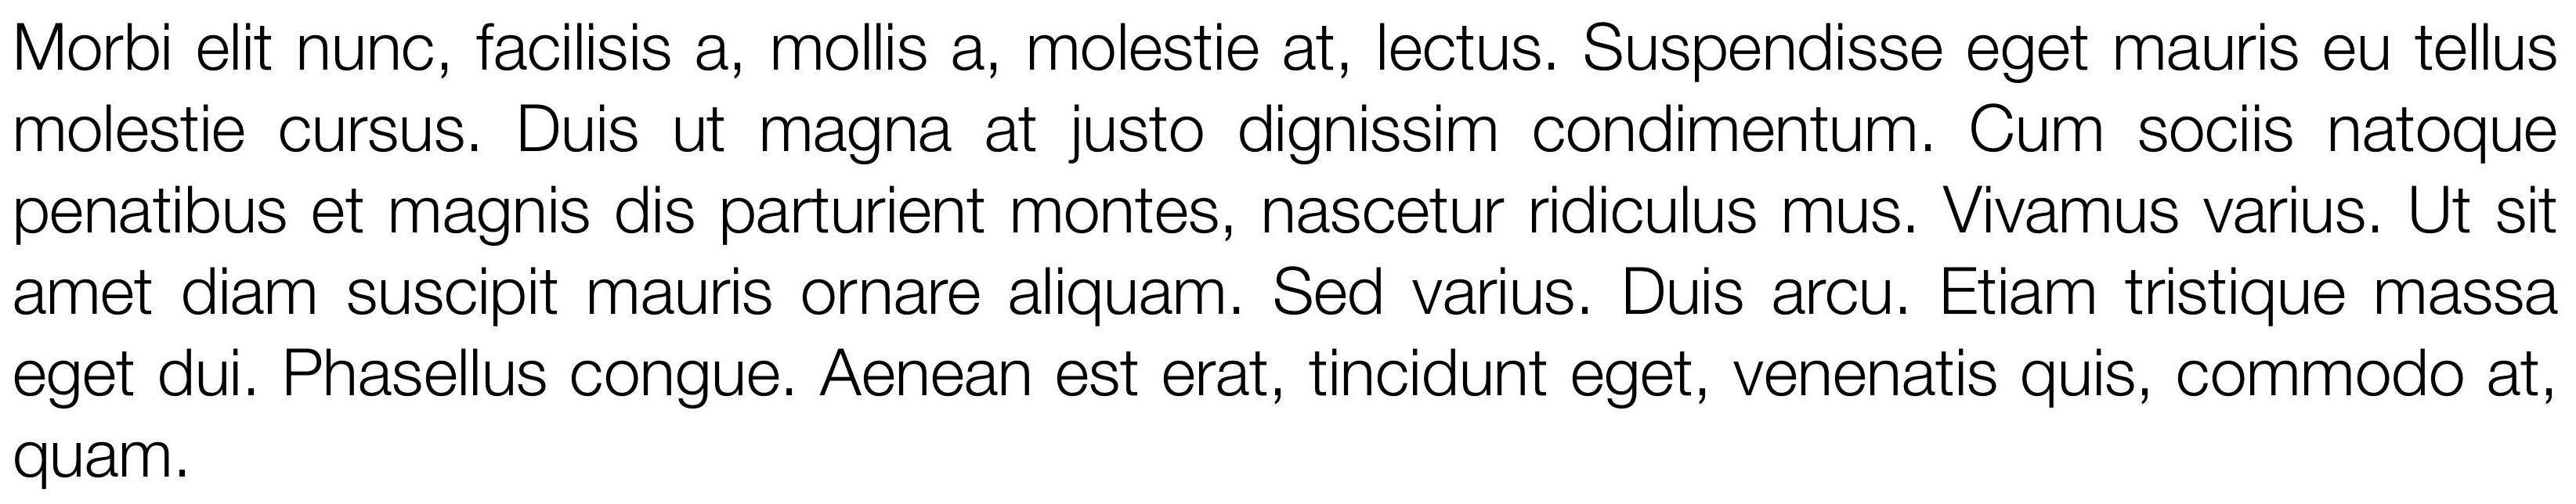 Morbi elit nunc, facilisis a, mollis a, molestie at, lectus. Suspendisse eget mauris eu tellus
molestie cursus. Duis ut magna at justo dignissim condimentum. Cum sociis natoque
penatibus et magnis dis parturient montes, nascetur ridiculus mus. Vivamus varius. Ut sit
amet diam suscipit mauris ornare aliquam. Sed varius. Duis arcu. Etiam tristique massa
eget dui. Phasellus congue. Aenean est erat, tincidunt eget, venenatis quis, commodo at,
quam.